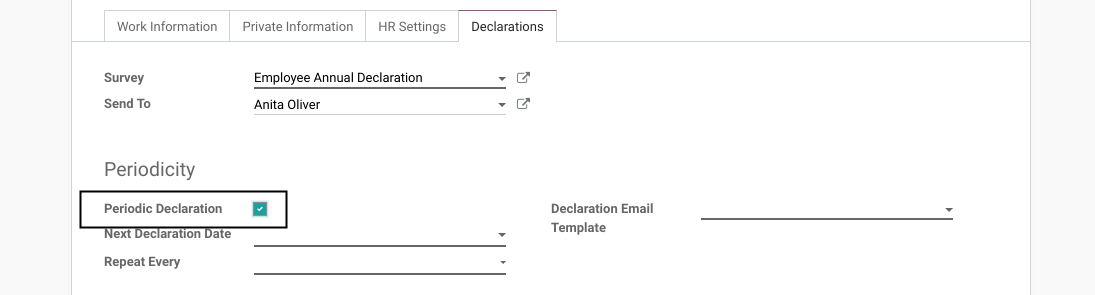 Work Information Private Information HR Settings Declarations
Survey Employee Annual Declaration
Send To Anita Oliver
Periodicity
Periodic Declaration
Next Declaration Date
Repeat Every
Declaration Email
Template